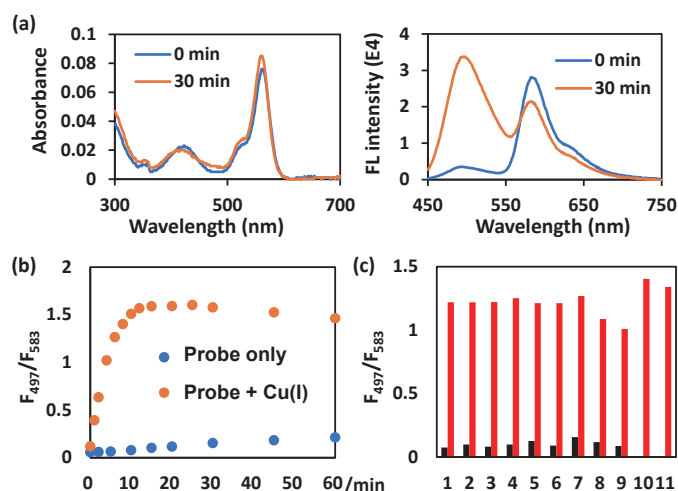 (a)
0.1
0.08
0.06
0.04
0.02
0
300
500
700
Absorbance
Wavelength (nm)
0 min
30 min
4
3
2
1
0
450
550
650
750
FL intensity (E4)
Wavelength (nm)
0 min
30 min
(b)
2
1.5
1
0.5
0
F497/F583
Probe only
Probe + Cu(I)
0 10 20 30 40 50 60 /min
(c)
1.5
1
0.5
0
F497/F583
1 2 3 4 5 6 7 8 9 10 11